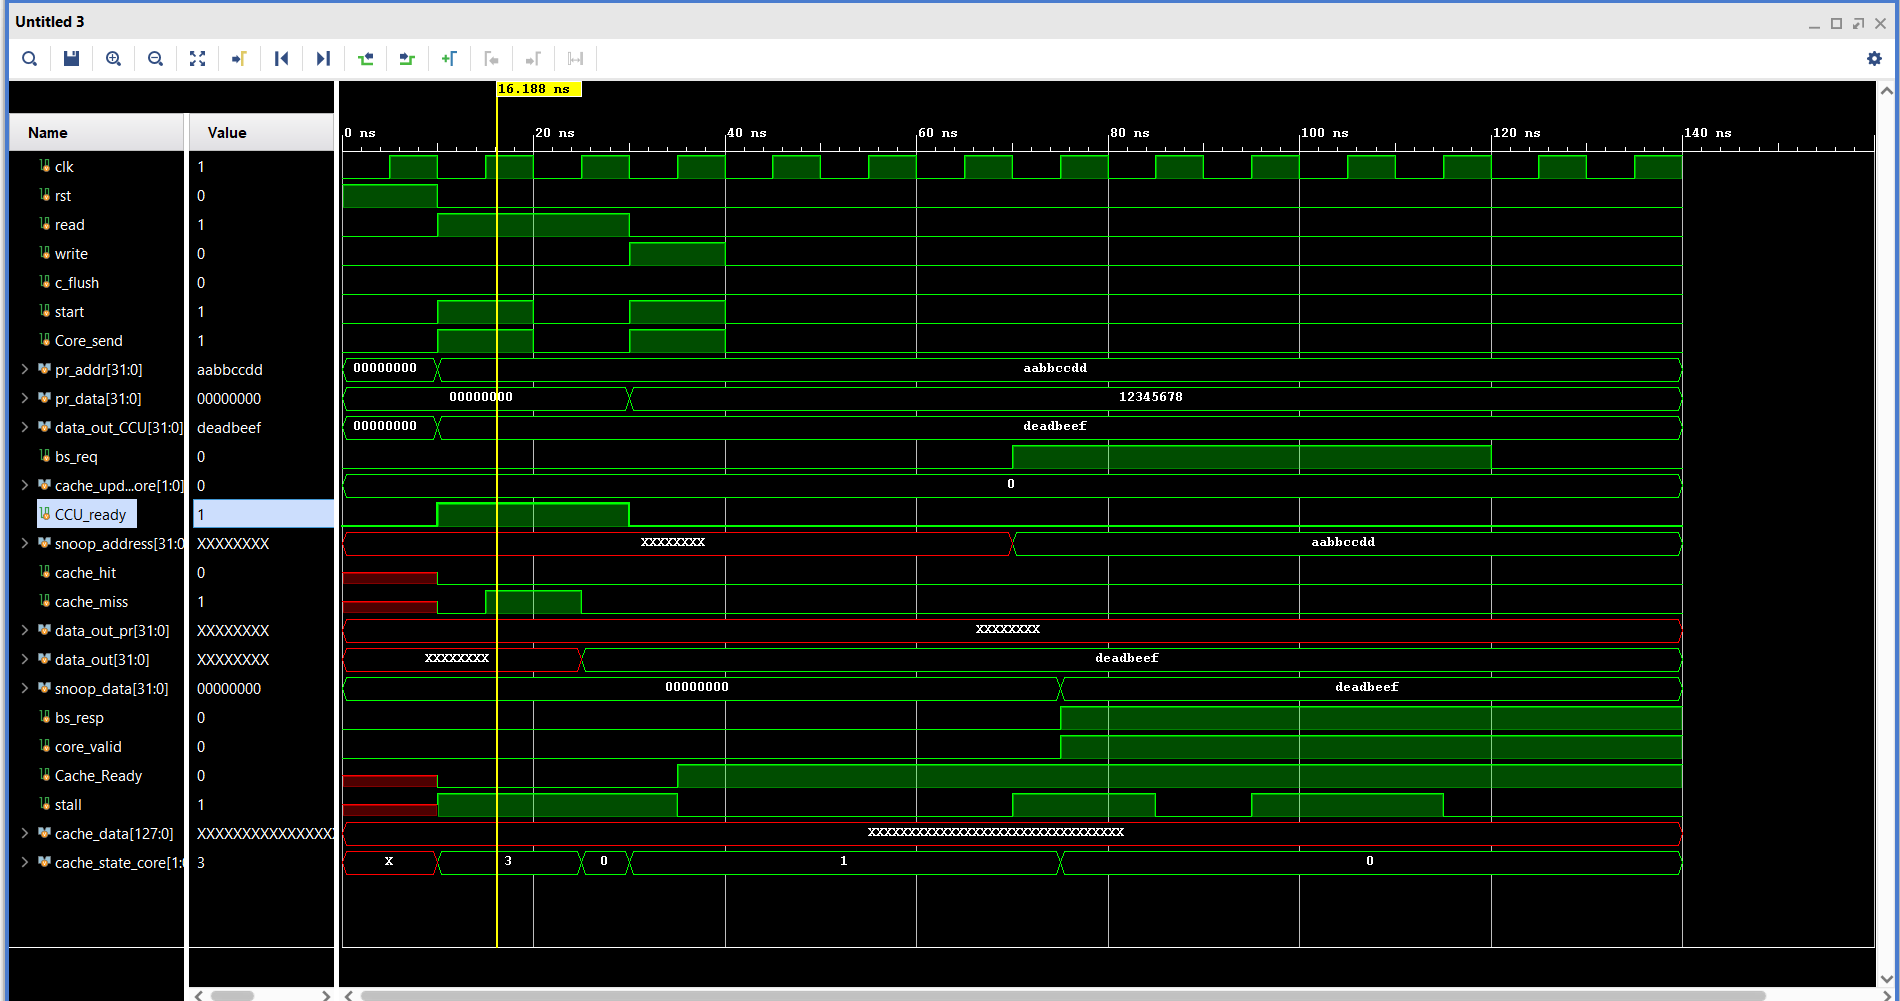 Untitled 3
16.188 ns
Name Value
0 ns 20 ns 40 ns 60 ns 80 ns 100 ns 120 ns 140 ns
clk 1
rst 0
read 1
write 0
c_flush 0
start 1
Core_send 1
pr_addr[31:0] aabbccdd 00000000 aabbccdd
pr_data[31:0] 00000000 00000000 12345678
data_out_CCU[31:0] deadbeef 00000000 deadbeef
bs_req 0
cache_upd...ore[1:0] 0 0
CCU_ready 1
snoop_address[31:0 XXXXXXXX XXXXXXXX aabbccdd
cache_hit 0
cache_miss 1
data_out_pr[31:0] XXXXXXXX XXXXXXXX
data_out[31:0] XXXXXXXX XXXXXXXX deadbeef
snoop_data[31:0] 00000000 00000000 deadbeef
bs_resp 0
core_valid 0
Cache_Ready 0
stall 1
cache_data[127:0] XXXXXXXXXXXXXXX XXXXXXXXXXXXXXXXXXXXXXXXXXXXXXXX
cache_state_core[1:0 3 X 3 0 1 0